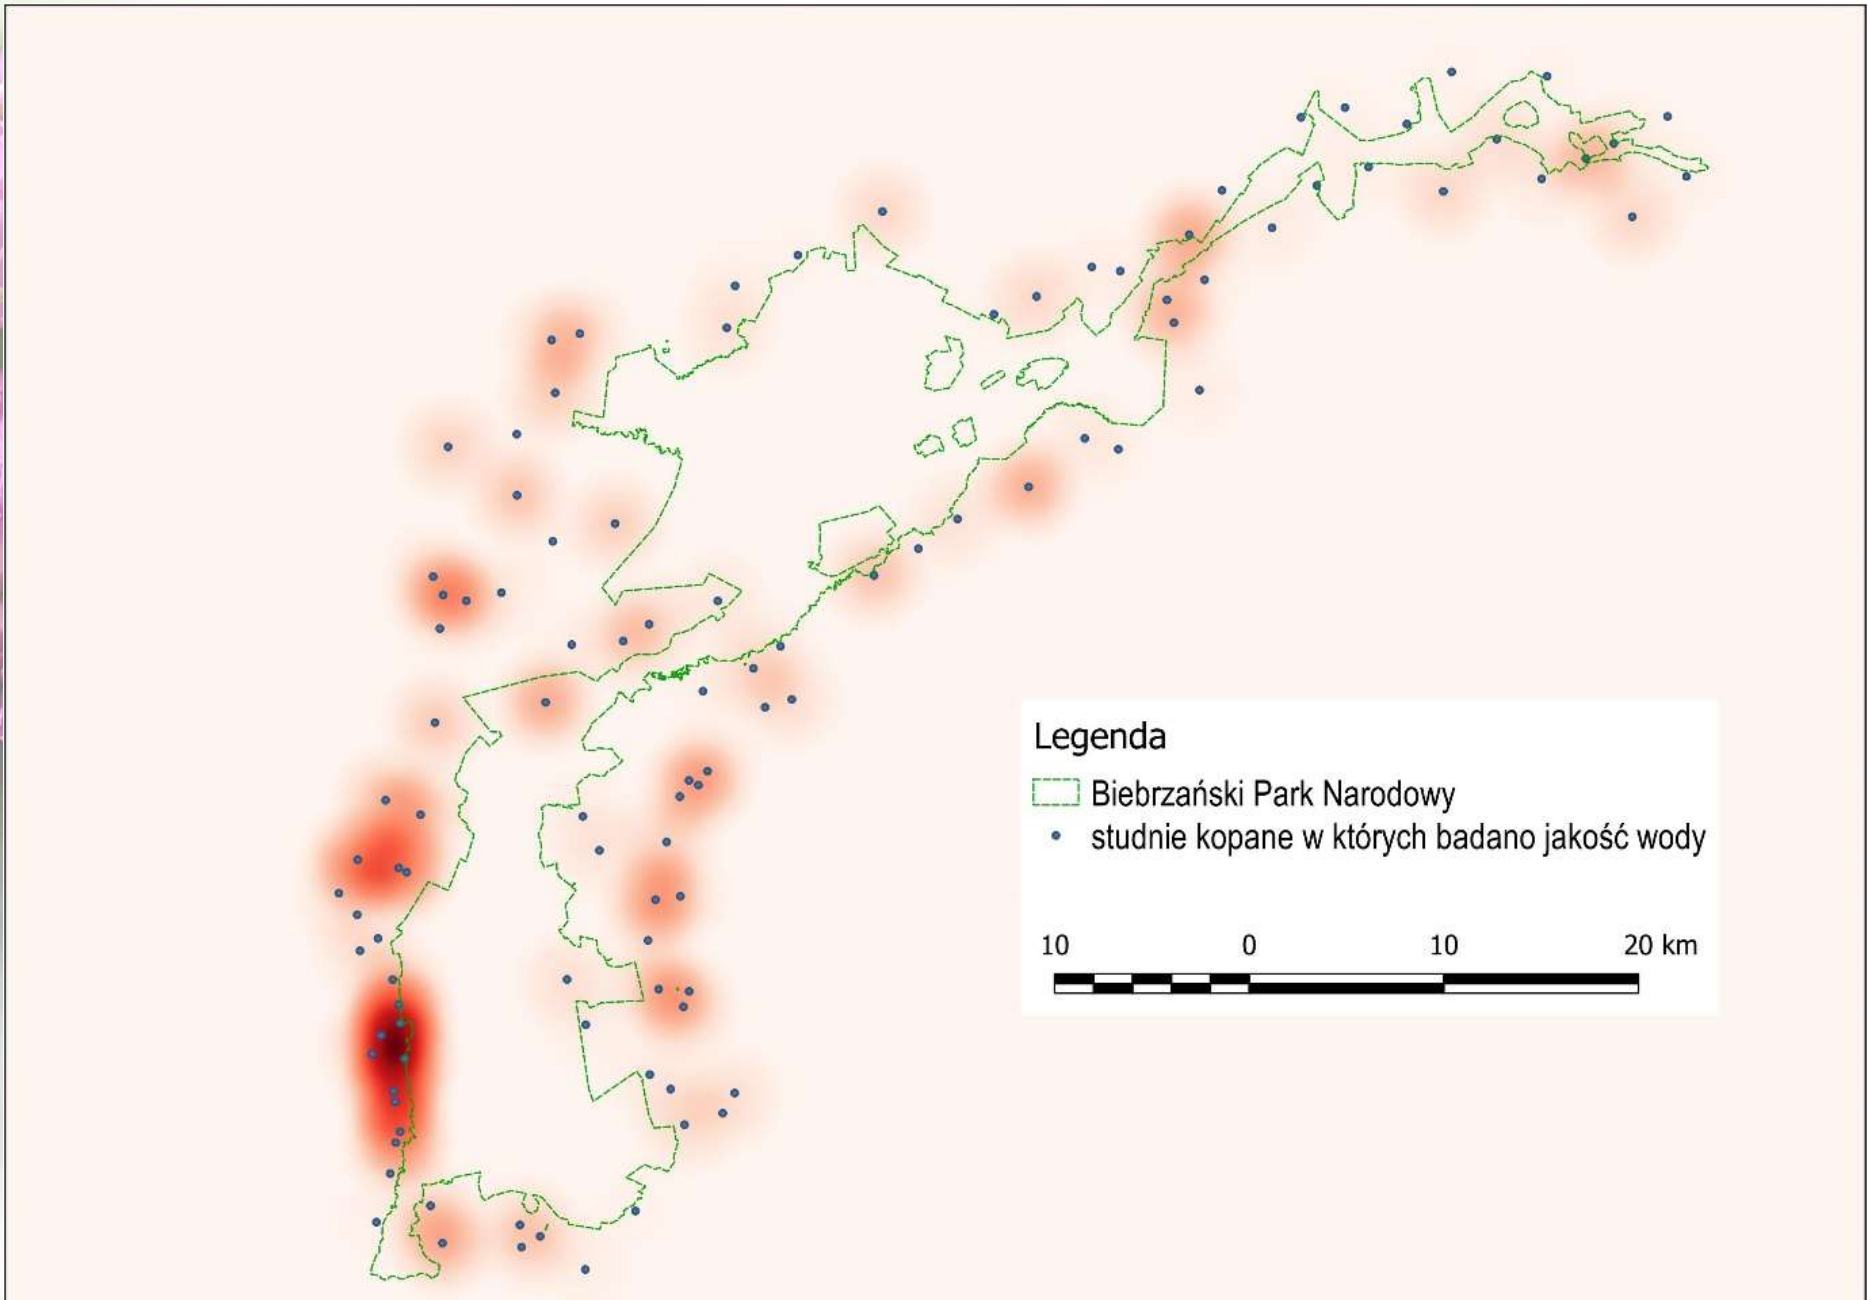 Legenda
Biebrzański Park Narodowy
studnie kopane w których badano jakość wody
10 0 10 20 km